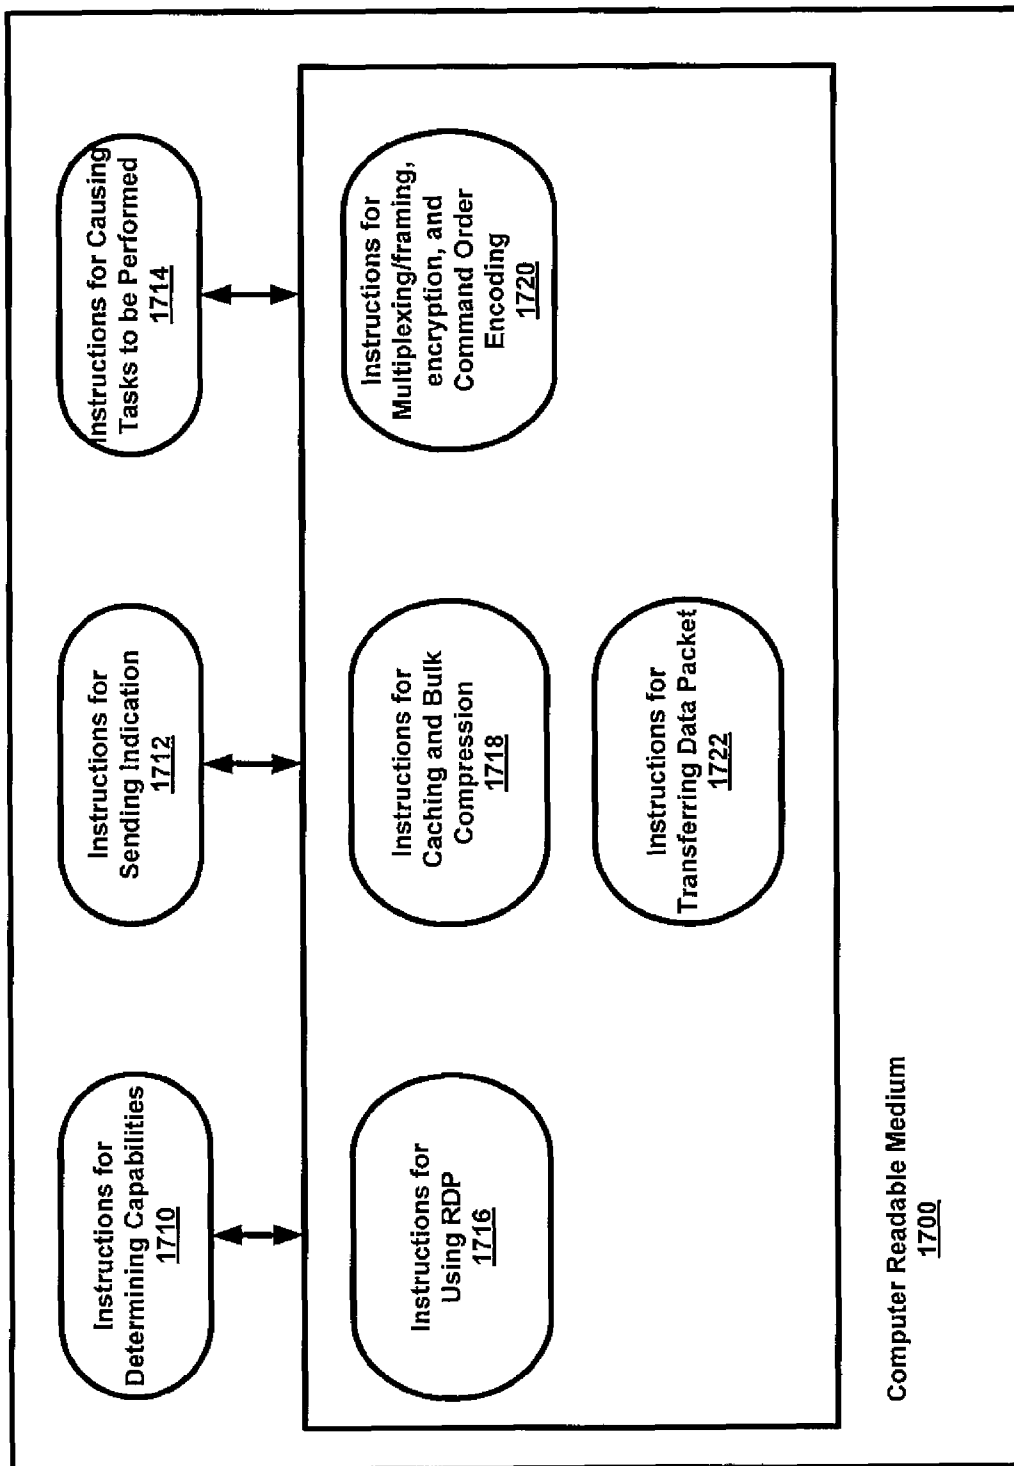 Instructions for
Determining Capabilities
1710
Instructions for
Sending Indication
1712
Instructions for Causing
Tasks to be Performed
1714
Instructions for
Using RDP
1716
Instructions for
Caching and Bulk
Compression
1718
Instructions for
Multiplexing/framing,
encryption, and
Command Order
Encoding
1720
Instructions for
Transferring Data Packet
1722
Computer Readable Medium
1700